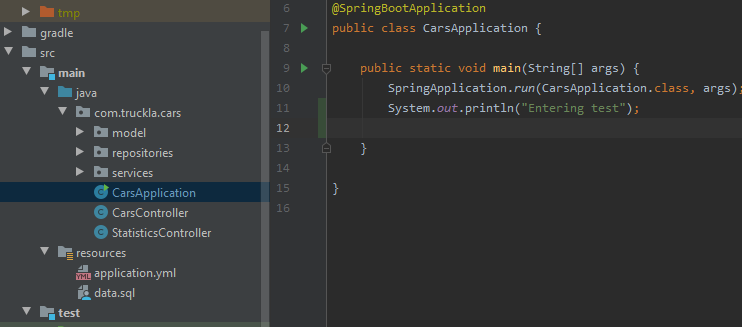 tmp
gradle
src
main
java
com.truckla.cars
model
repositories
services
CarsApplication
CarsController
StatisticsController
resources
application.yml
data.sql
test
6 @SpringBootApplication
7 public class CarsApplication {
8
9 public static void main(String[] args) {
10 SpringApplication.run(CarsApplication.class, args);
11 System.out.println("Entering test");
12
13 }
14
15 }
16